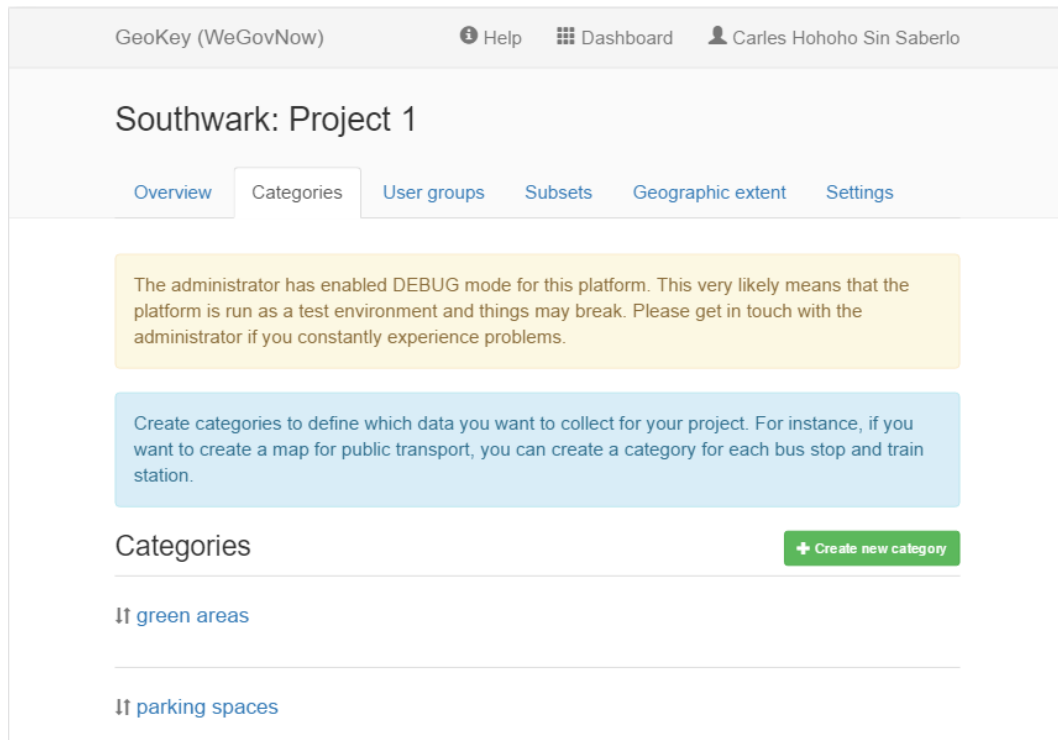 GeoKey (WeGovNow) Help Dashboard Carles Hohoho Sin Saberlo
Southwark: Project 1
Overview Categories User groups Subsets Geographic extent Settings
The administrator has enabled DEBUG mode for this platform. This very likely means that the
platform is run as a test environment and things may break. Please get in touch with the
administrator if you constantly experience problems.
Create categories to define which data you want to collect for your project. For instance, if you
want to create a map for public transport, you can create a category for each bus stop and train
station.
Categories Create new category
green areas
parking spaces